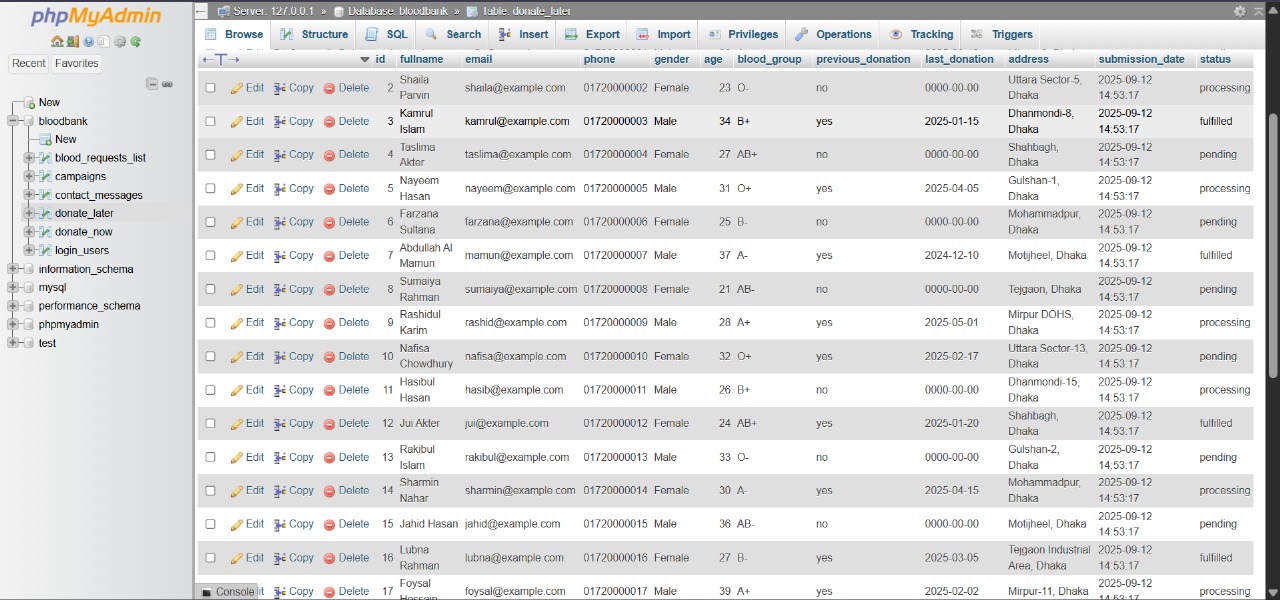 phpMyAdmin
Recent Favorites
New
bloodbank
New
blood_requests_list
campaigns
contact_messages
donate_later
donate_now
login_users
information_schema
mysql
performance_schema
phpmyadmin
test
Server: 127.0.0.1 » Database: bloodbank » Table: donate_later
Browse Structure SQL Search Insert Export Import Privileges Operations Tracking Triggers
←T→ id fullname email phone gender age blood_group previous_donation last_donation address submission_date status
Edit Copy Delete 2 Shaila Parvin shaila@example.com 01720000002 Female 23 O- no 0000-00-00 Uttara Sector-5, Dhaka 2025-09-12 14:53:17 processing
Edit Copy Delete 3 Kamrul Islam kamrul@example.com 01720000003 Male 34 B+ yes 2025-01-15 Dhanmondi-8, Dhaka 2025-09-12 14:53:17 fulfilled
Edit Copy Delete 4 Taslima Akter taslima@example.com 01720000004 Female 27 AB+ no 0000-00-00 Shahbagh, Dhaka 2025-09-12 14:53:17 pending
Edit Copy Delete 5 Nayeem Hasan nayeem@example.com 01720000005 Male 31 O+ yes 2025-04-05 Gulshan-1, Dhaka 2025-09-12 14:53:17 processing
Edit Copy Delete 6 Farzana Sultana farzana@example.com 01720000006 Female 25 B- no 0000-00-00 Mohammadpur, Dhaka 2025-09-12 14:53:17 pending
Edit Copy Delete 7 Abdullah Al Mamun mamun@example.com 01720000007 Male 37 A- yes 2024-12-10 Motijheel, Dhaka 2025-09-12 14:53:17 fulfilled
Edit Copy Delete 8 Sumaiya Rahman sumaiya@example.com 01720000008 Female 21 AB- no 0000-00-00 Tejgaon, Dhaka 2025-09-12 14:53:17 pending
Edit Copy Delete 9 Rashidul Karim rashid@example.com 01720000009 Male 28 A+ yes 2025-05-01 Mirpur DOHS, Dhaka 2025-09-12 14:53:17 processing
Edit Copy Delete 10 Nafisa Chowdhury nafisa@example.com 01720000010 Female 32 O+ yes 2025-02-17 Uttara Sector-13, Dhaka 2025-09-12 14:53:17 pending
Edit Copy Delete 11 Hasibul Hasan hasib@example.com 01720000011 Male 26 B+ no 0000-00-00 Dhanmondi-15, Dhaka 2025-09-12 14:53:17 processing
Edit Copy Delete 12 Jui Akter jui@example.com 01720000012 Female 24 AB+ yes 2025-01-20 Shahbagh, Dhaka 2025-09-12 14:53:17 fulfilled
Edit Copy Delete 13 Rakibul Islam rakibul@example.com 01720000013 Male 33 O- no 0000-00-00 Gulshan-2, Dhaka 2025-09-12 14:53:17 pending
Edit Copy Delete 14 Sharmin Nahar sharmin@example.com 01720000014 Female 30 A- yes 2025-04-15 Mohammadpur, Dhaka 2025-09-12 14:53:17 processing
Edit Copy Delete 15 Jahid Hasan jahid@example.com 01720000015 Male 36 AB- no 0000-00-00 Motijheel, Dhaka 2025-09-12 14:53:17 pending
Edit Copy Delete 16 Lubna Rahman lubna@example.com 01720000016 Female 27 B- yes 2025-03-05 Tejgaon Industrial Area, Dhaka 2025-09-12 14:53:17 fulfilled
Copy Delete 17 Foysal Hossain foysal@example.com 01720000017 Male 39 A+ yes 2025-02-02 Mirpur-11, Dhaka 2025-09-12 14:53:17 processing
Console